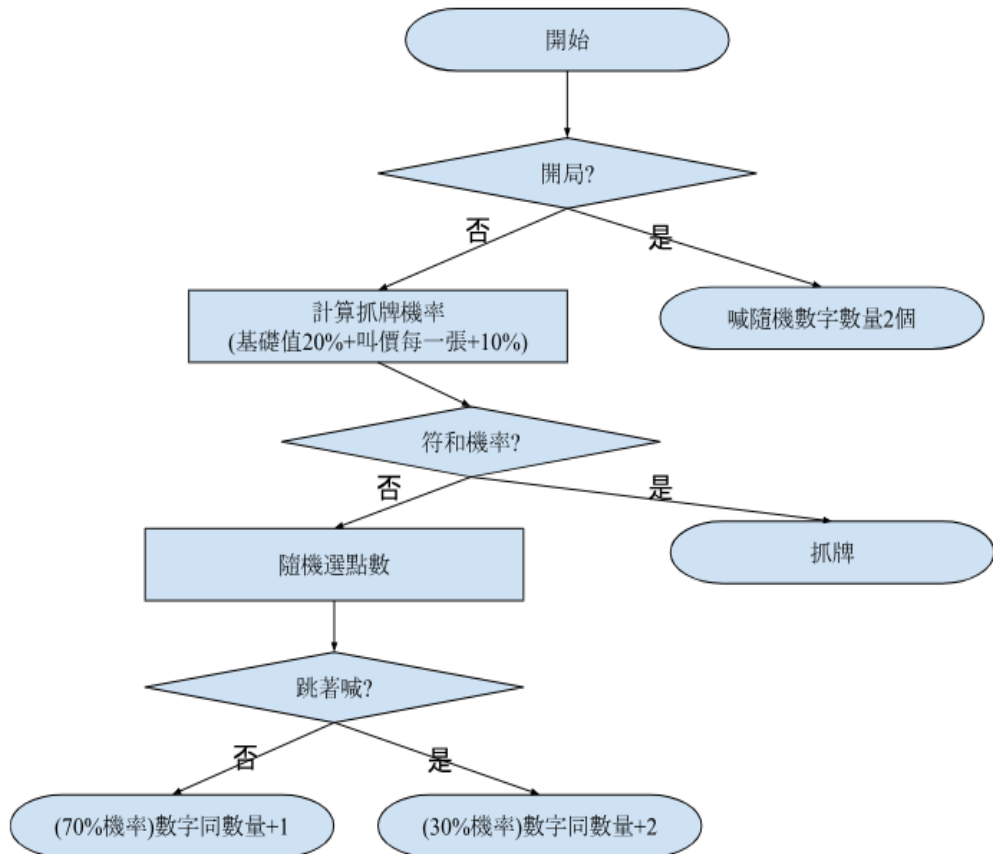 開始
開局?
否
是
計算抓牌機率
(基礎值20%+叫價每一張+10%)
喊隨機數字數量2個
符和機率?
否
是
隨機選點數
抓牌
跳著喊?
否
是
(70%機率)數字同數量+1
(30%機率)數字同數量+2